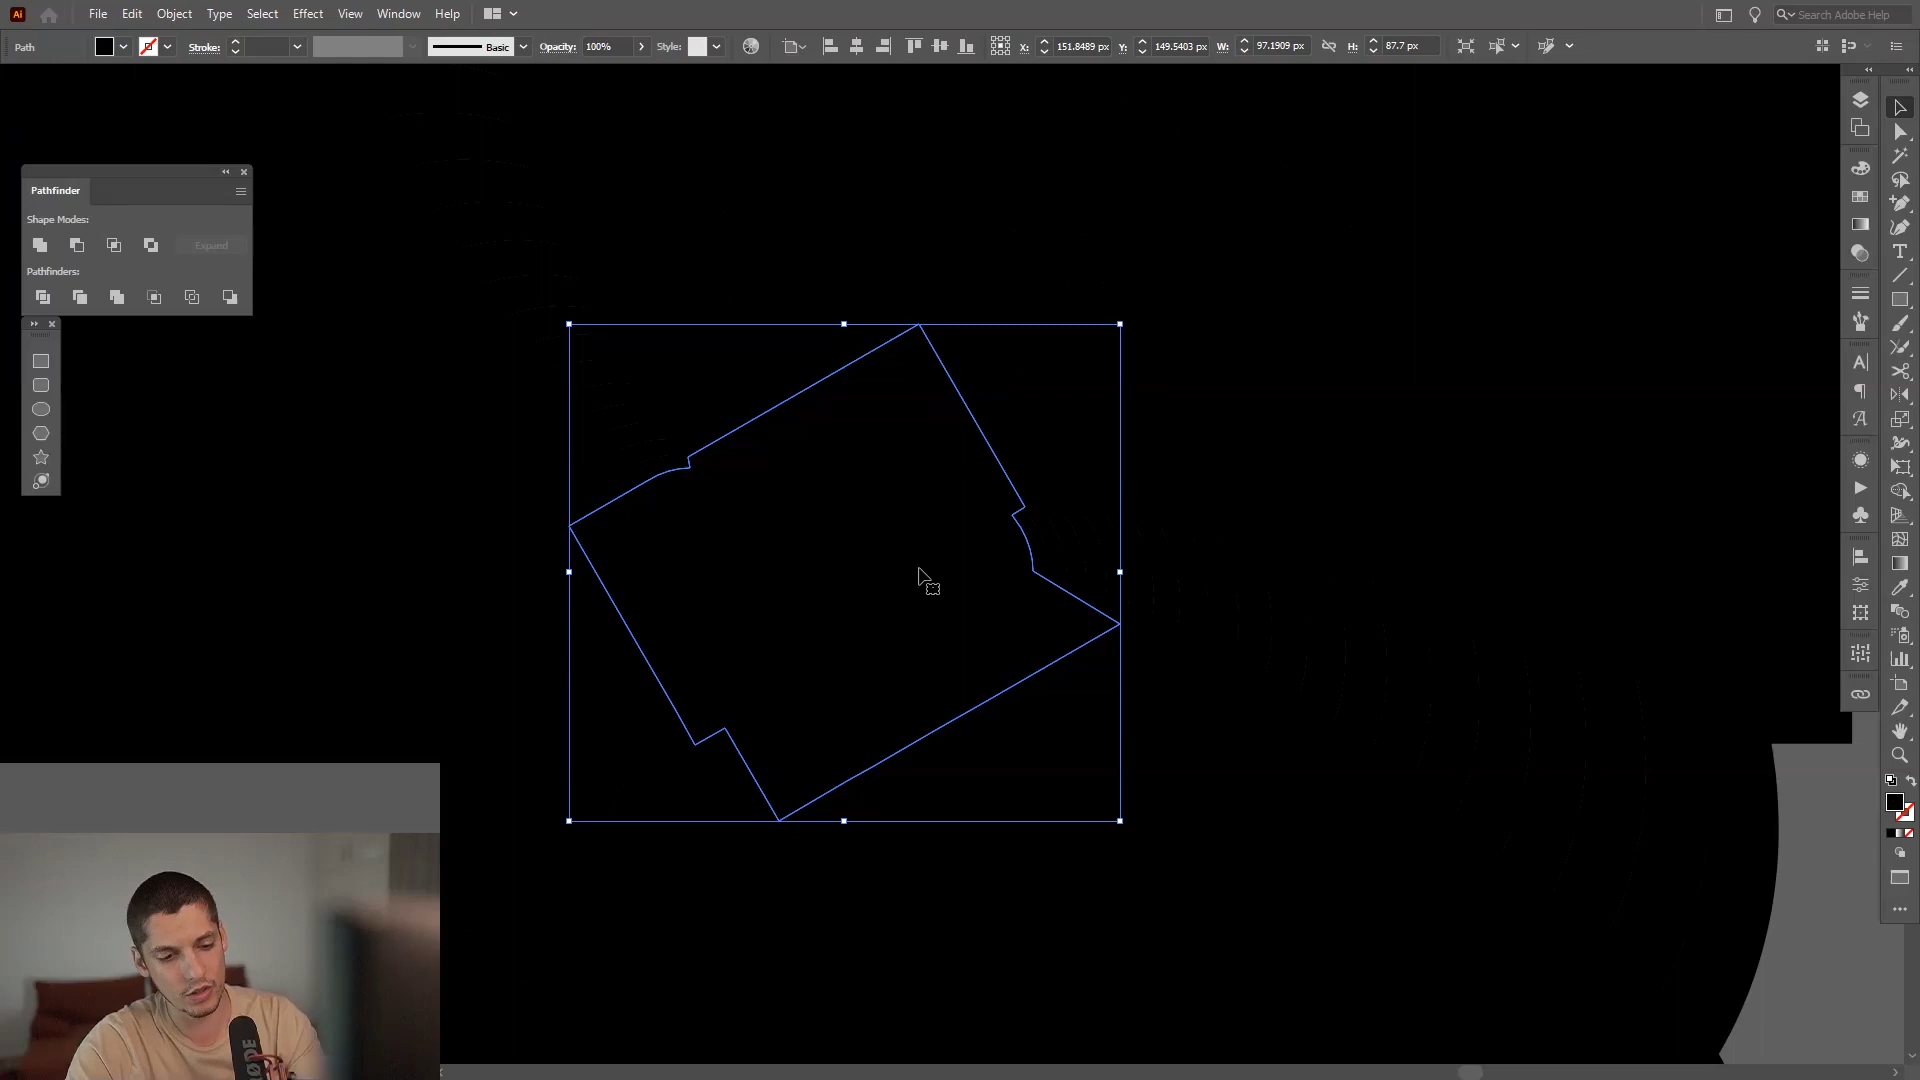 Ai File Edit Object Type Select Effect View Window Help Search Adobe Help
Path Stroke: Basic Opacity: 100% Style: X: 151.8489 px Y: 149.5403 px W: 97.1909 px H: 87.7 px
Pathfinder
Shape Modes:
Expand
Pathfinders:
RØDE